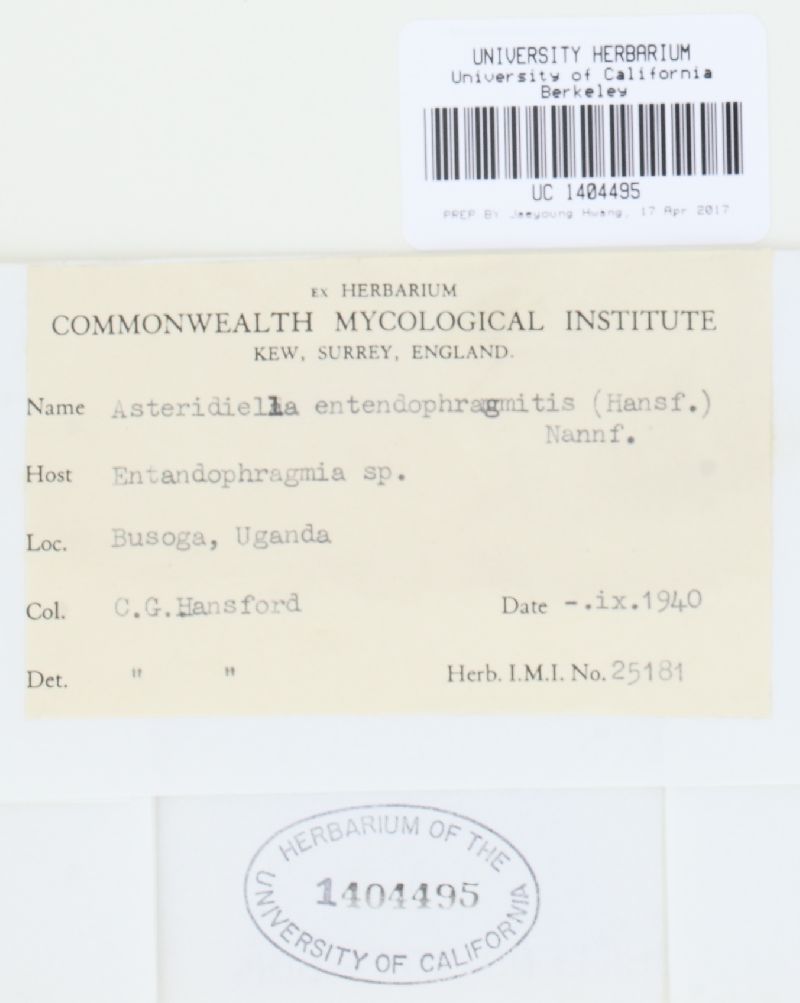 UNIVERSITY HERBARIUM
University of California
Berkeley
UC 1404495
PREP BY Jaeyoung Hwang, 17 Apr 2017
EX HERBARIUM
COMMONWEALTH MYCOLOGICAL INSTITUTE
KEW, SURREY, ENGLAND.
Name Asteridiella entendophragmitis (Hansf.)
Nannf.
Host Entandophragmia sp.
Loc. Busoga, Uganda
Col. C.G.Hansford Date -.ix.1940
Det. " " Herb. I.M.I. No. 25181
HERBARIUM OF THE
1404495
UNIVERSITY OF CALIFORNIA